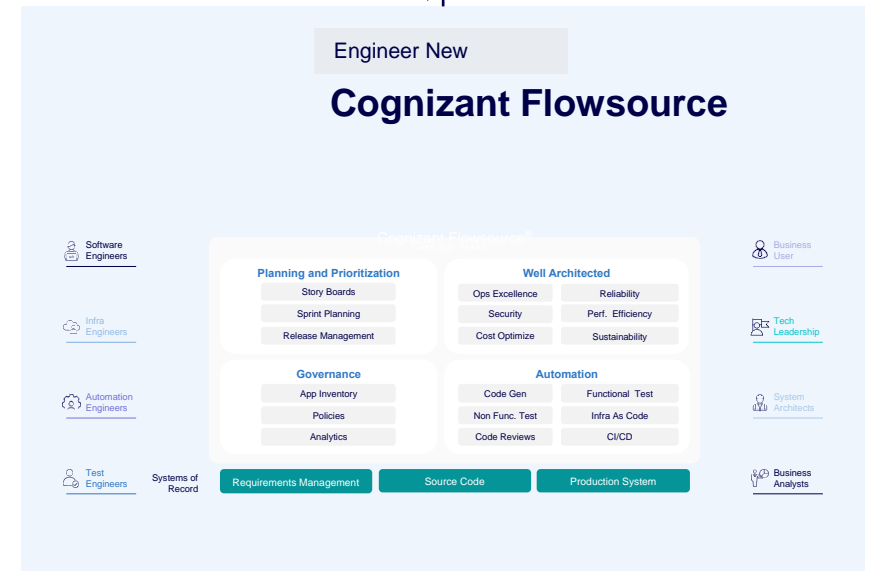 Engineer New
Cognizant Flowsource
Cognizant Flowsource®
Software
Engineers
Infra
Engineers
Automation
Engineers
Test
Engineers
Planning and Prioritization
Story Boards
Sprint Planning
Release Management
Well Architected
Ops Excellence
Reliability
Security
Perf. Efficiency
Cost Optimize
Sustainability
Governance
App Inventory
Policies
Analytics
Automation
Code Gen
Functional Test
Non Func. Test
Infra As Code
Code Reviews
CI/CD
Systems of
Record
Requirements Management
Source Code
Production System
Business
User
Tech
Leadership
System
Architects
Business
Analysts